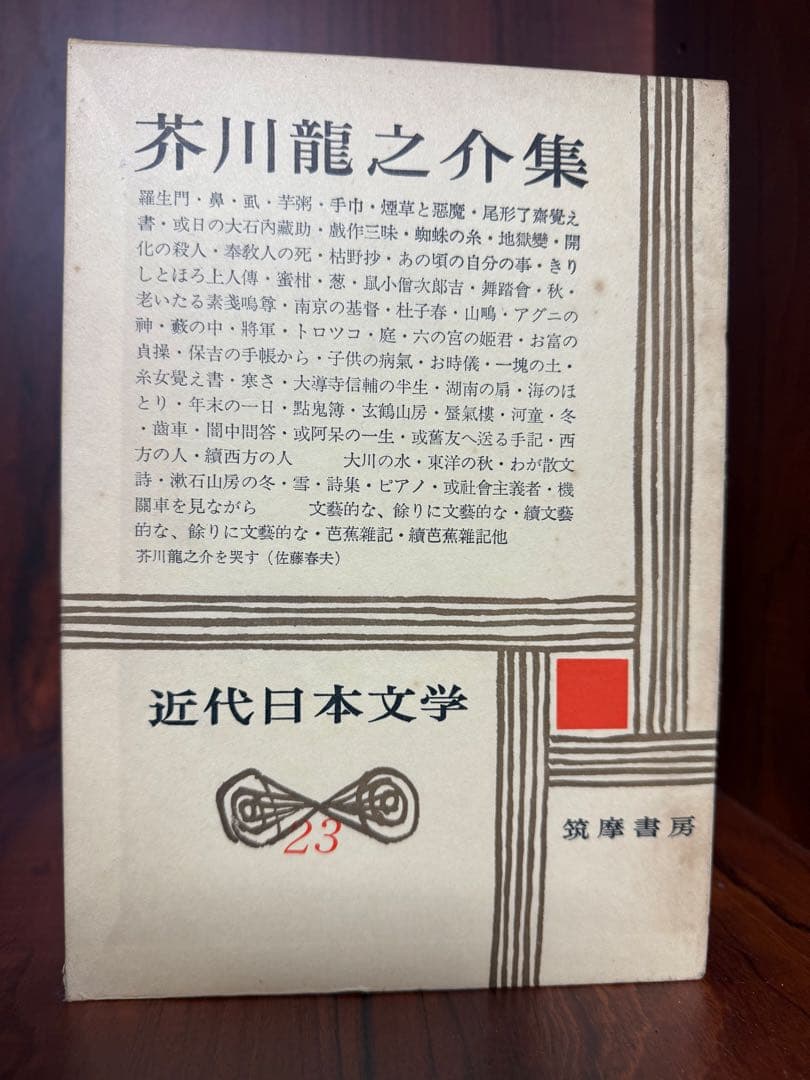 芥川龍之介集
羅生門・鼻・虱・芋粥・手巾・煙草と惡魔・尾形了齋覺え
書・或日の大石內藏助・戲作三昧・蜘蛛の糸・地獄變・開
化の殺人・奉敎人の死・枯野抄・あの頃の自分の事・きり
しとほろ上人傳・蜜柑・葱・鼠小僧次郎吉・舞踏會・秋・
老いたる素戔嗚尊・南京の基督・杜子春・山鴫・アグニの
神・藪の中・將軍・トロツコ・庭・六の宮の姬君・お富の
貞操・保吉の手帳から・子供の病氣・お時儀・一塊の土・
糸女覺え書・寒さ・大導寺信輔の半生・湖南の扇・海のほ
とり・年末の一日・點鬼簿・玄鶴山房・蜃氣樓・河童・冬
・齒車・闇中問答・或阿呆の一生・或舊友へ送る手記・西
方の人・續西方の人　　大川の水・東洋の秋・わが散文
詩・漱石山房の冬・雪・詩集・ピアノ・或社會主義者・機
關車を見ながら　　文藝的な、餘りに文藝的な・續文藝
的な、餘りに文藝的な・芭蕉雜記・續芭蕉雜記他
芥川龍之介を哭す（佐藤春夫）
近代日本文学
23
筑摩書房